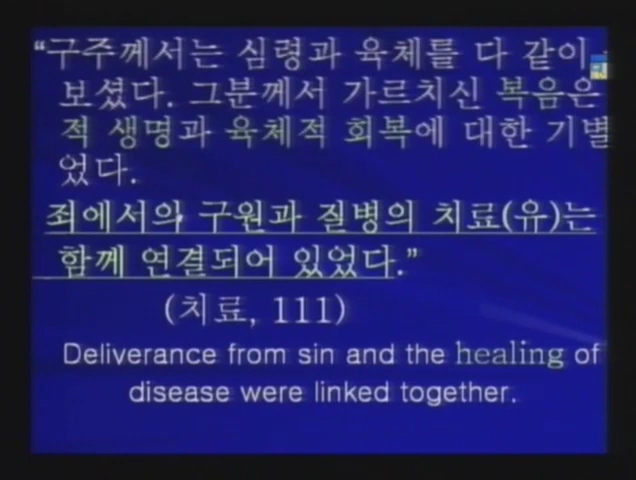 “구주께서는 심령과 육체를 다 같이
보셨다. 그분께서 가르치신 복음은
적 생명과 육체적 회복에 대한 기별
었다.
죄에서의 구원과 질병의 치료(유)는
함께 연결되어 있었다.”
(치료, 111)
Deliverance from sin and the healing of
disease were linked together.